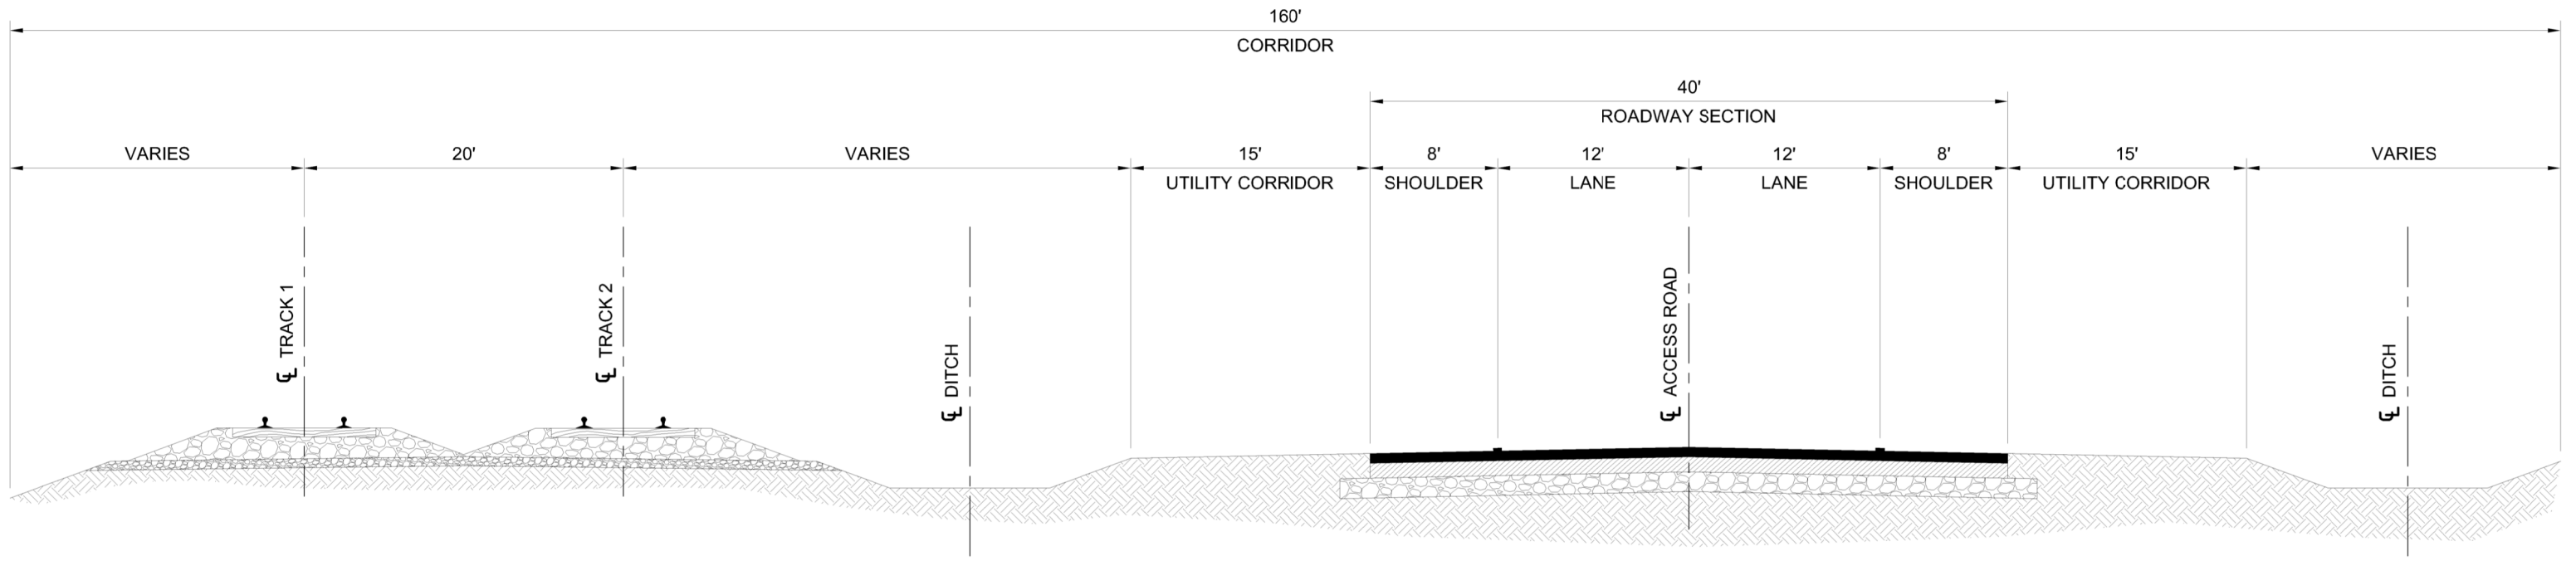 160'
CORRIDOR
40'
ROADWAY SECTION
VARIES
20'
VARIES
15'
8'
12'
12'
8'
15'
VARIES
UTILITY CORRIDOR
SHOULDER
LANE
LANE
SHOULDER
UTILITY CORRIDOR
℄ TRACK 1
℄ TRACK 2
℄ DITCH
℄ ACCESS ROAD
℄ DITCH